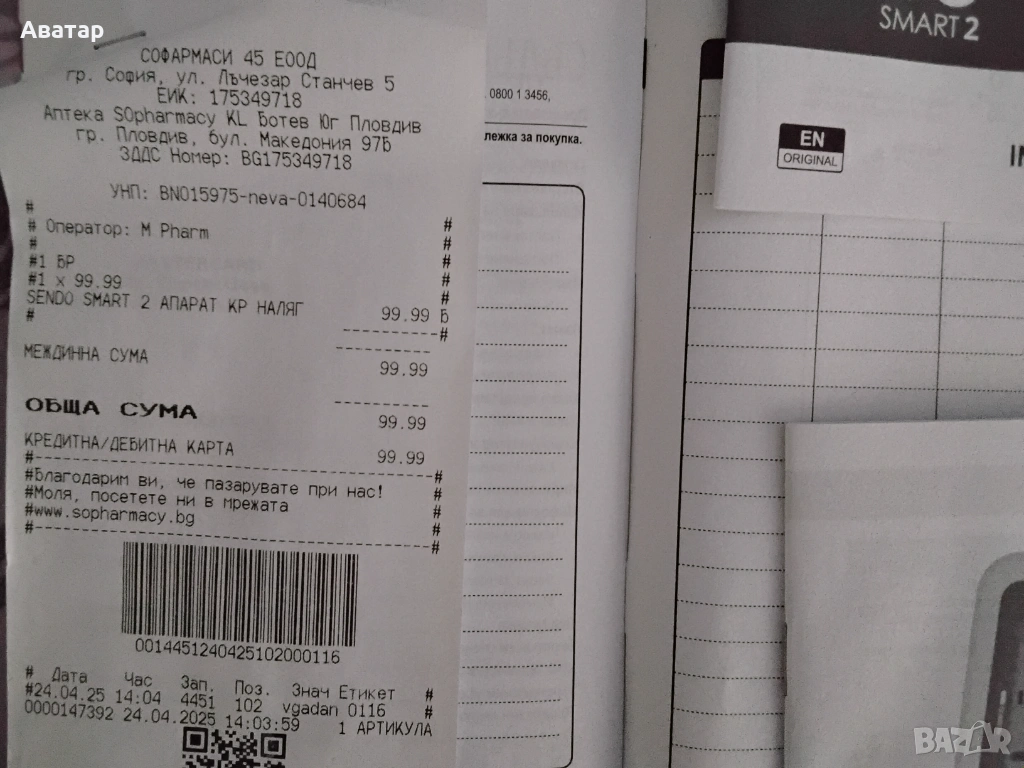 Аватар
СОФАРМАСИ 45 ЕООД
гр. София, ул. Лъчезар Станчев 5
ЕИК: 175349718
Аптека SOpharmacy KL Ботев Юг Пловдив
гр. Пловдив, бул. Македония 97Б
ЗДДС Номер: BG175349718
УНП: BN015975-neva-0140684
#
# Оператор: M Pharm #
# #
#1 БР #
#1 x 99.99 #
SENDO SMART 2 АПАРАТ КР НАЛЯГ 99.99 Б
# #
МЕЖДИННА СУМА 99.99
ОБЩА СУМА 99.99
КРЕДИТНА/ДЕБИТНА КАРТА 99.99
# #
#Благодарим ви, че пазарувате при нас! #
#Моля, посетете ни в мрежата #
#www.sopharmacy.bg #
# #
0014451240425102000116
# Дата Час Зап. Поз. Знач Етикет #
#24.04.25 14:04 4451 102 vgadan 0116 #
0000147392 24.04.2025 14:03:59 1 АРТИКУЛА
0800 1 3456,
лежка за покупка.
SMART 2
EN
ORIGINAL
BAZAR